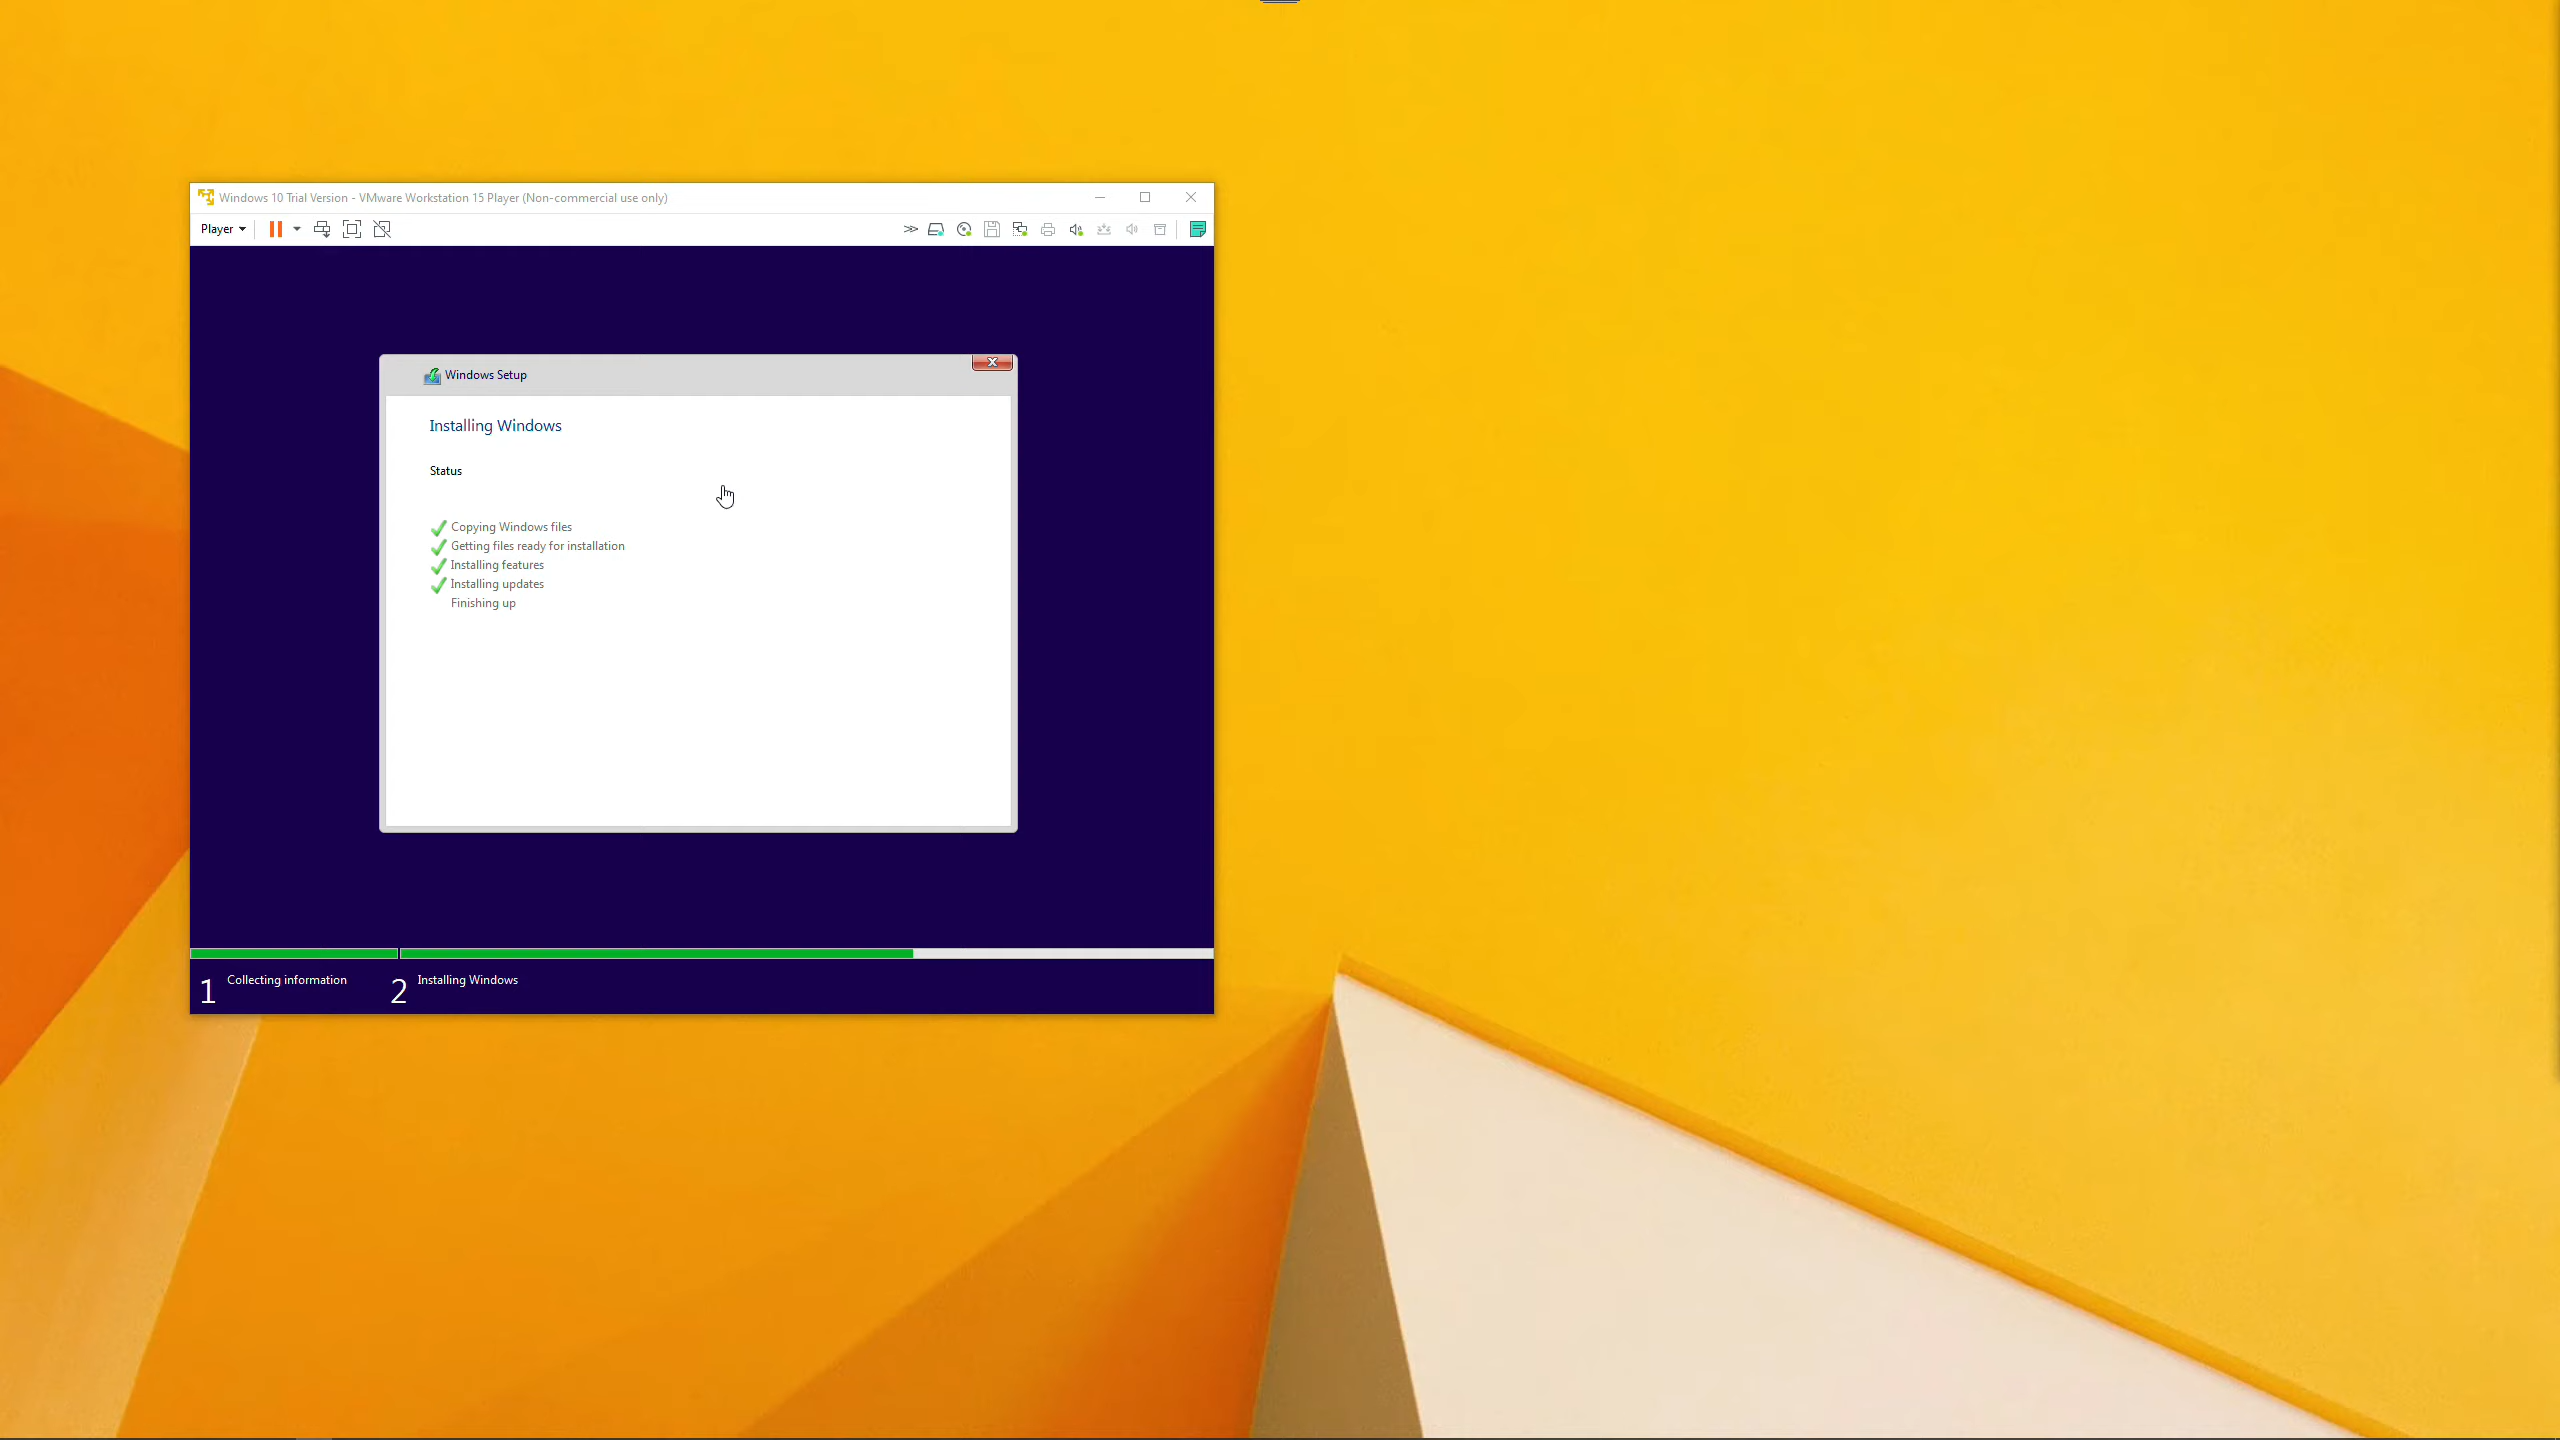 Windows 10 Trial Version - VMware Workstation 15 Player (Non-commercial use only)
Player
Windows Setup
Installing Windows
Status
Copying Windows files
Getting files ready for installation
Installing features
Installing updates
Finishing up
1 Collecting information
2 Installing Windows